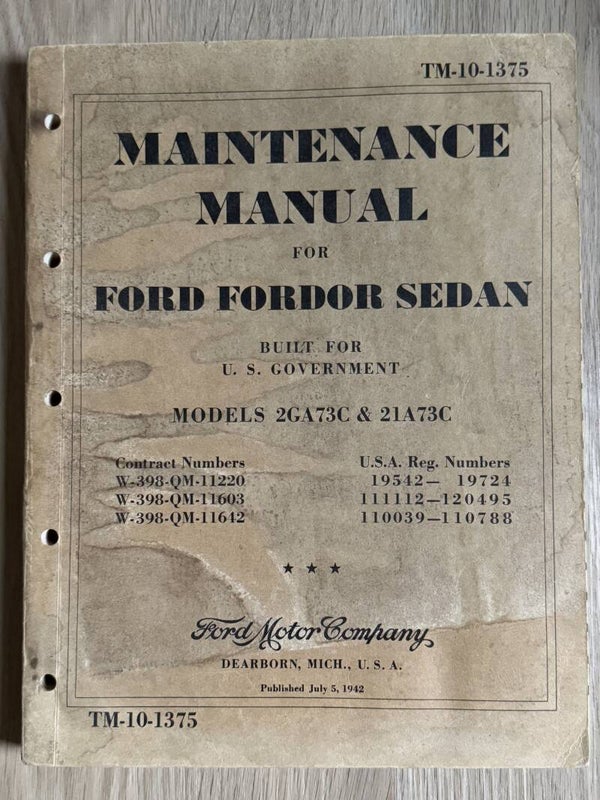 TM-10-1375
MAINTENANCE
MANUAL
FOR
FORD FORDOR SEDAN
BUILT FOR
U. S. GOVERNMENT
MODELS 2GA73C & 21A73C
Contract Numbers U.S.A. Reg. Numbers
W-398-QM-11220 19542— 19724
W-398-QM-11603 111112—120495
W-398-QM-11642 110039—110788
★ ★ ★
Ford Motor Company
DEARBORN, MICH., U. S. A.
Published July 5, 1942
TM-10-1375